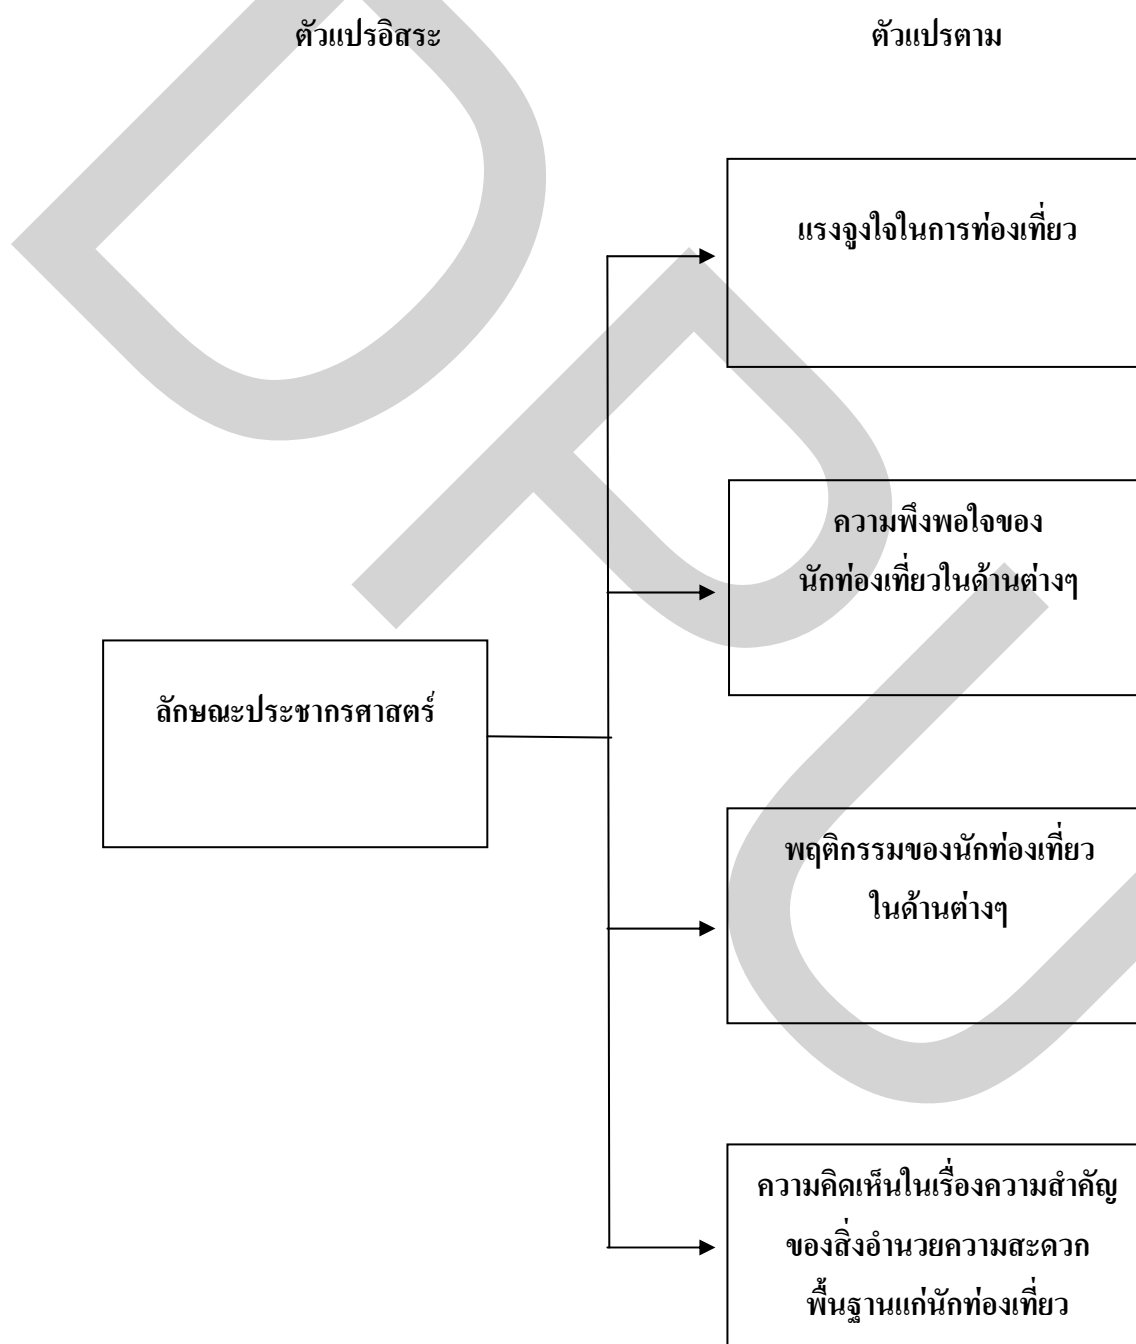 ตัวแปรอิสระ
ตัวแปรตาม
แรงจูงใจในการท่องเที่ยว
ความพึงพอใจของ
นักท่องเที่ยวในด้านต่างๆ
ลักษณะประชากรศาสตร์
พฤติกรรมของนักท่องเที่ยว
ในด้านต่างๆ
ความคิดเห็นในเรื่องความสำคัญ
ของสิ่งอำนวยความสะดวก
พื้นฐานแก่นักท่องเที่ยว
DPU